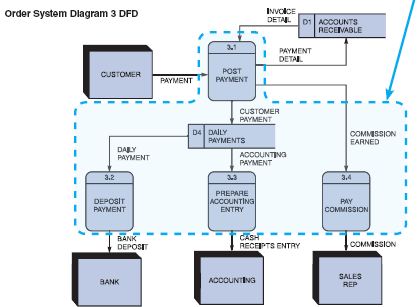 Order System Diagram 3 DFD
INVOICE
DETAIL
D1
ACCOUNTS
RECEIVABLE
3.1
POST
PAYMENT
PAYMENT
DETAIL
CUSTOMER
PAYMENT
CUSTOMER
PAYMENT
D4
DAILY
PAYMENTS
COMMISSION
EARNED
DAILY
PAYMENT
ACCOUNTING
PAYMENT
3.2
DEPOSIT
PAYMENT
3.3
PREPARE
ACCOUNTING
ENTRY
3.4
PAY
COMMISSION
BANK
DEPOSIT
CASH
RECEIPTS ENTRY
COMMISSION
BANK
ACCOUNTING
SALES
REP